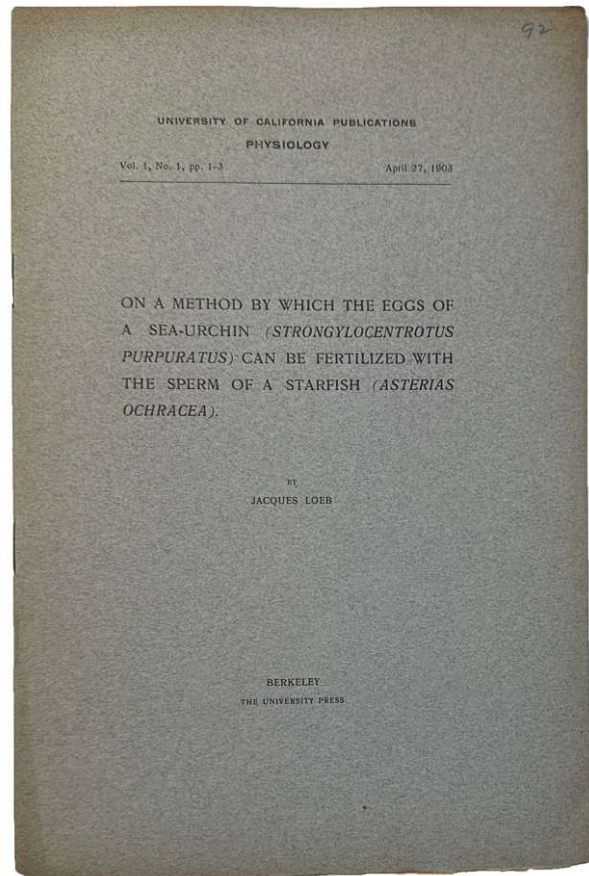 92
UNIVERSITY OF CALIFORNIA PUBLICATIONS
PHYSIOLOGY
Vol. 1, No. 1, pp. 1-3 April 27, 1903
ON A METHOD BY WHICH THE EGGS OF
A SEA-URCHIN (STRONGYLOCENTROTUS
PURPURATUS) CAN BE FERTILIZED WITH
THE SPERM OF A STARFISH (ASTERIAS
OCHRACEA).
BY
JACQUES LOEB
BERKELEY
THE UNIVERSITY PRESS